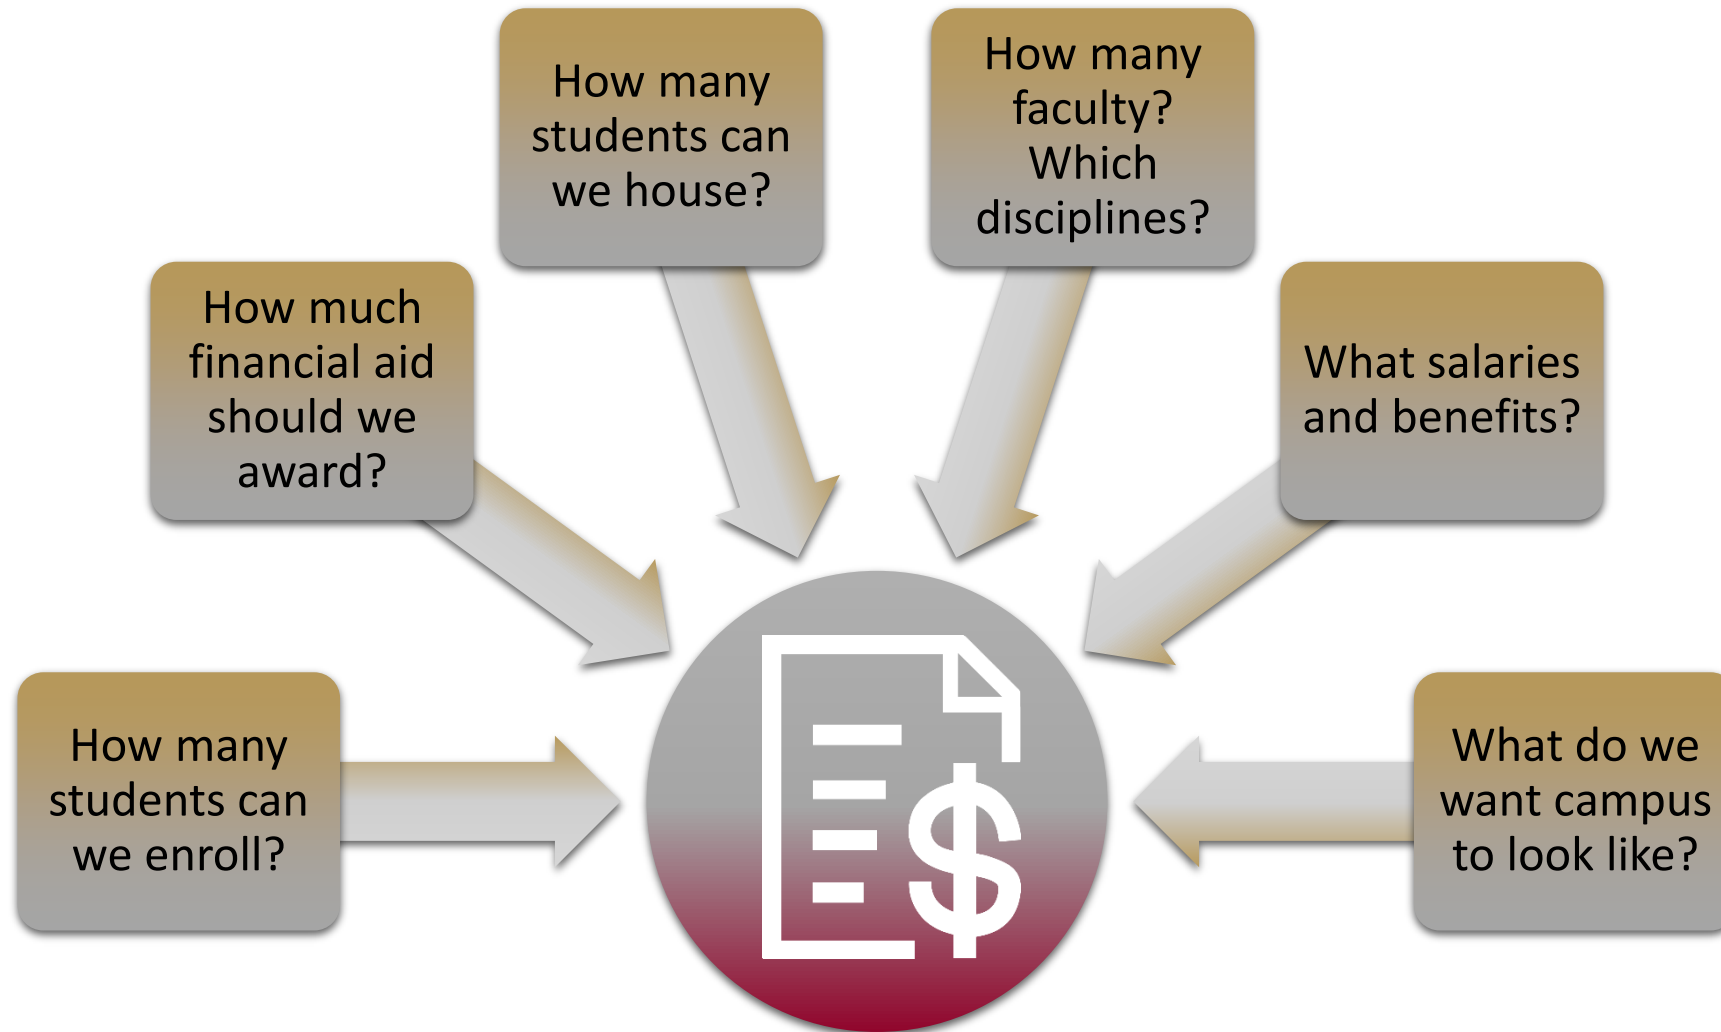 How many
students can
we enroll?
How much
financial aid
should we
award?
How many
students can
we house?
How many
faculty?
Which
disciplines?
What salaries
and benefits?
What do we
want campus
to look like?
$